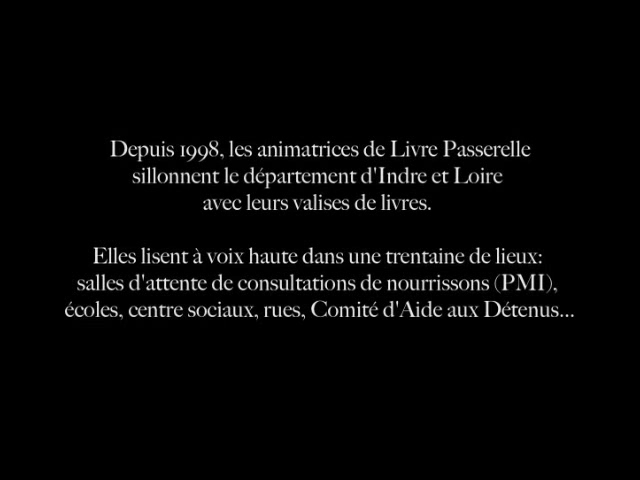 Depuis 1998, les animatrices de Livre Passerelle
sillonnent le département d'Indre et Loire
avec leurs valises de livres.
Elles lisent à voix haute dans une trentaine de lieux:
salles d'attente de consultations de nourrissons (PMI),
écoles, centre sociaux, rues, Comité d'Aide aux Détenus...